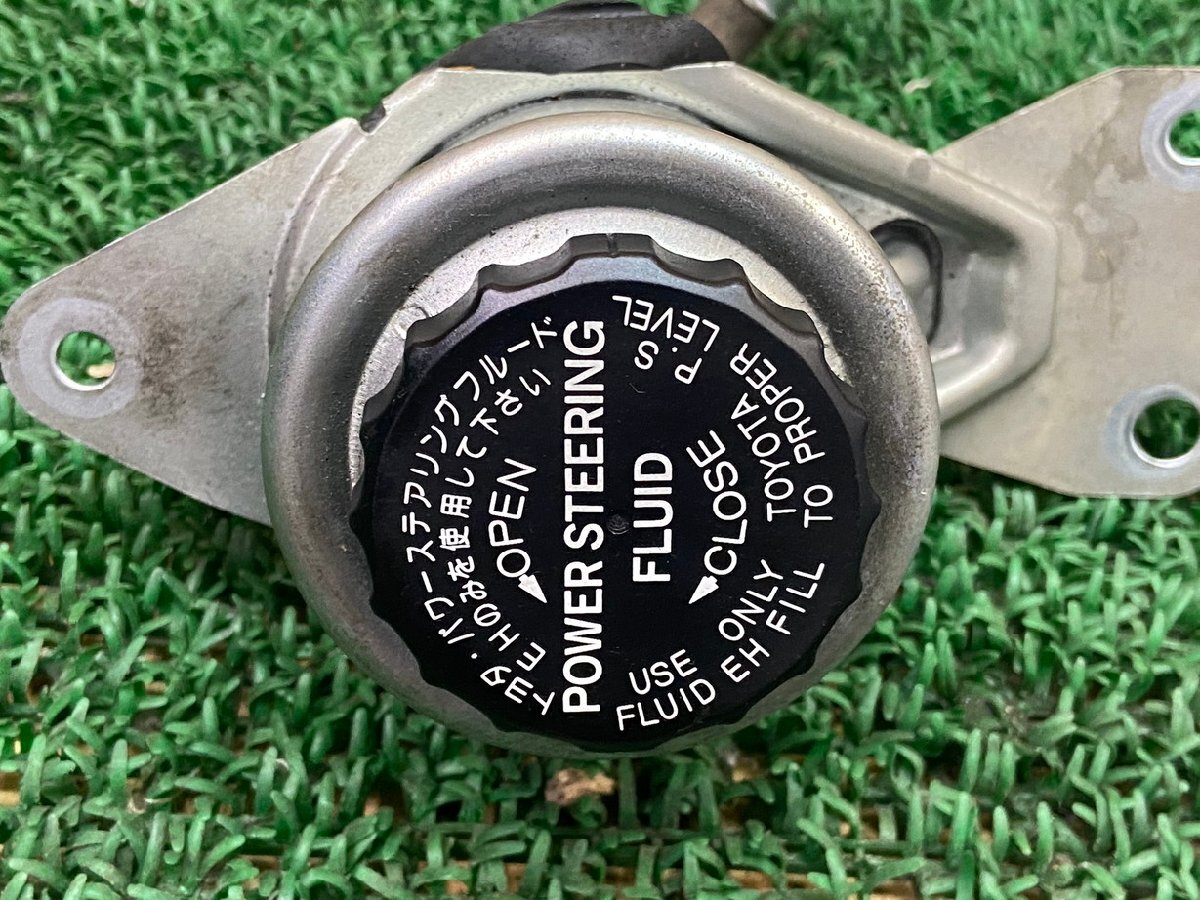 トヨタ・パワーステアリングフルード
EHのみを使用して下さい
OPEN
POWER STEERING
FLUID
CLOSE
USE ONLY TOYOTA P.S
FLUID EH FILL TO PROPER LEVEL